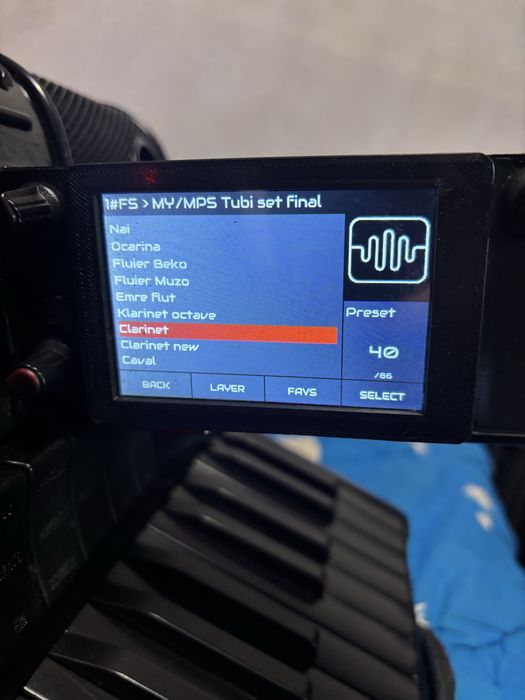 1#FS > MY/MPS Tubi set final
Nai
Ocarina
Fluier Beko
Fluier Muzo
Emre flut
Klarinet octave
Clarinet
Clarinet new
Caval
Preset
40
/86
BACK
LAYER
FAVS
SELECT